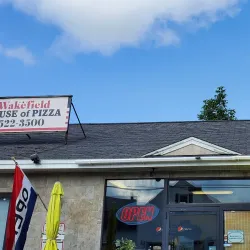 Wakefield
USE of PIZZA
522-3500
OPEN